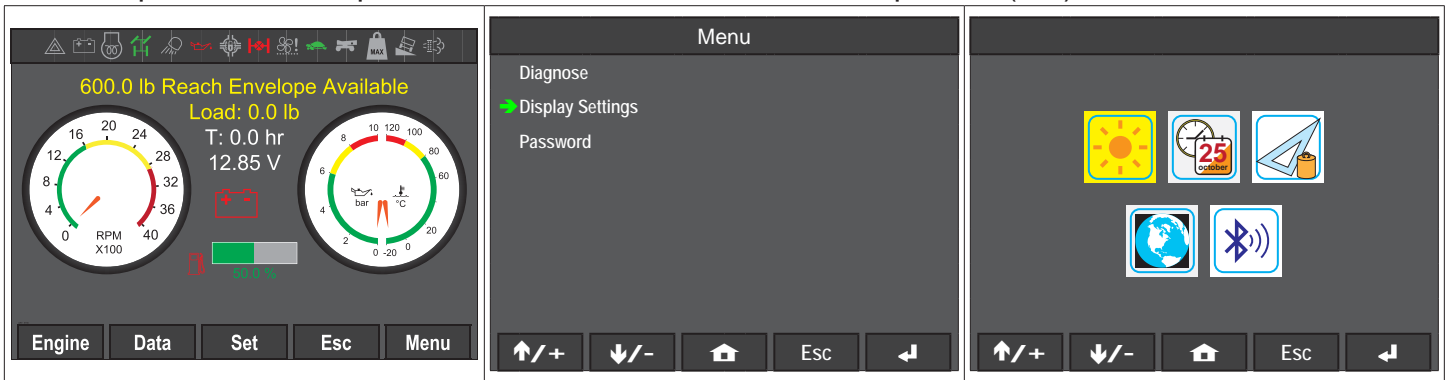 MAX
600.0 lb Reach Envelope Available
Load: 0.0 lb
T: 0.0 hr
12.85 V
0 4 8 12 16 20 24 28 32 36 40
RPM
X100
0 2 4 6 8 10
bar
-20 0 20 60 80 100 120
°C
50.0 %
Engine Data Set Esc Menu
Menu
Diagnose
Display Settings
Password
↑/+ ↓/- Esc
25
october
↑/+ ↓/- Esc